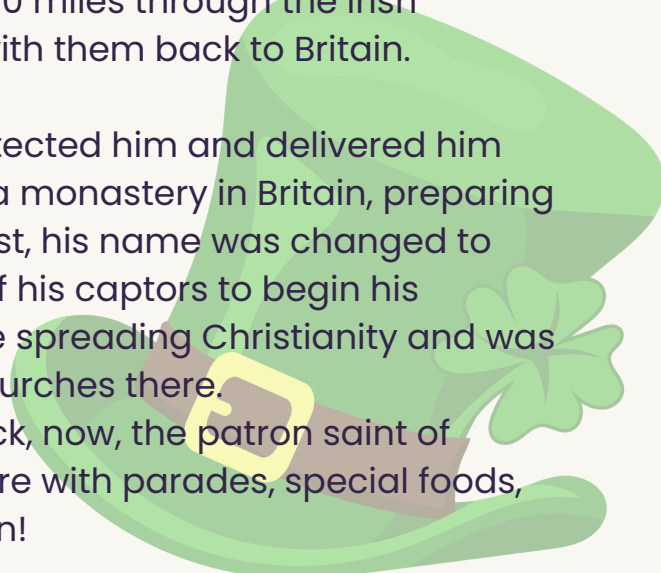 0 miles through the Irish
ith them back to Britain.
tected him and delivered him
a monastery in Britain, preparing
st, his name was changed to
f his captors to begin his
e spreading Christianity and was
urches there.
ck, now, the patron saint of
re with parades, special foods,
n!